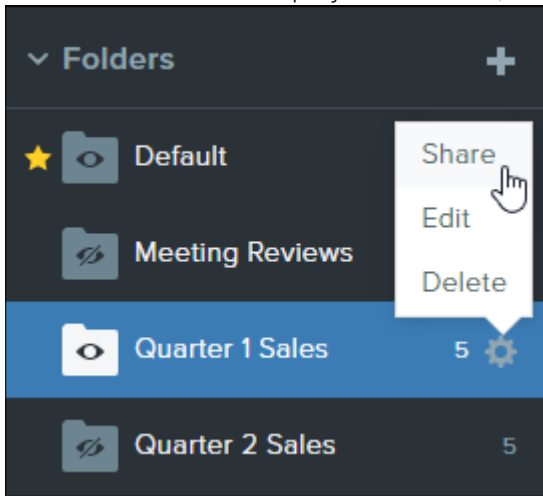 Folders
Default
Share
Edit
Meeting Reviews
Delete
Quarter 1 Sales 5
Quarter 2 Sales 5